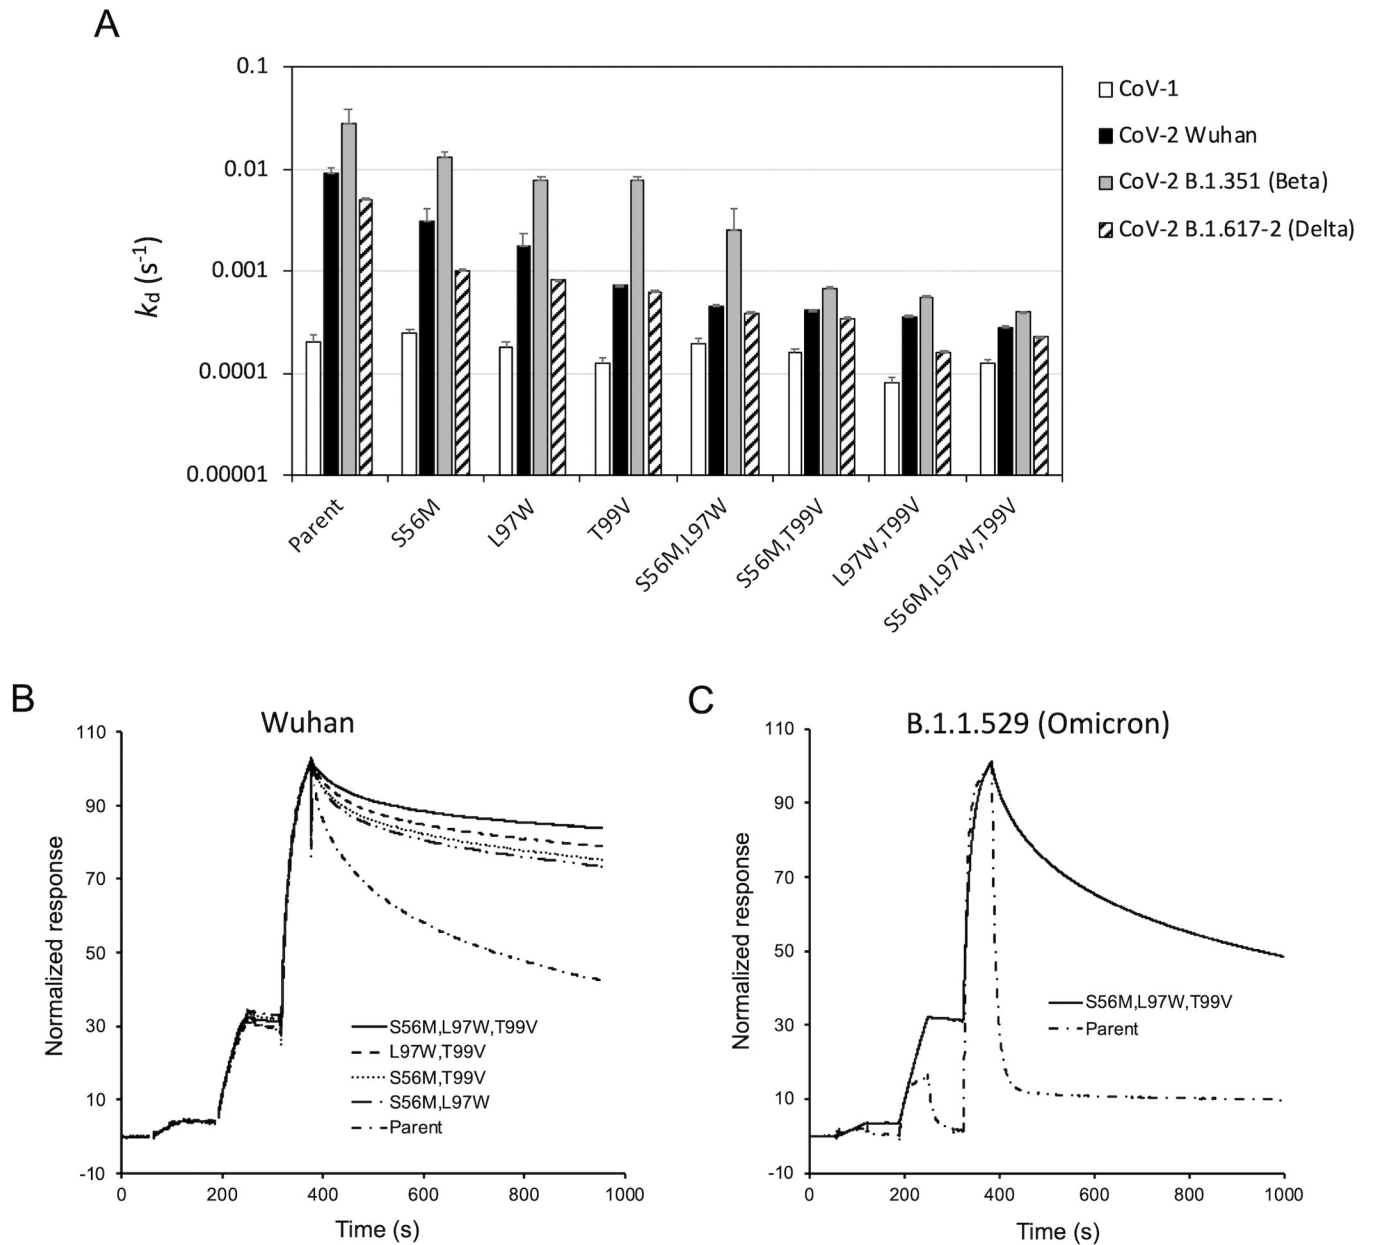 A
0.1
0.01
0.001
0.0001
0.00001
kd (s-1)
Parent
S56M
L97W
T99V
S56M,L97W
S56M,T99V
L97W,T99V
S56M,L97W,T99V
CoV-1
CoV-2 Wuhan
CoV-2 B.1.351 (Beta)
CoV-2 B.1.617-2 (Delta)
B
Wuhan
110
90
70
50
30
10
-10
Normalized response
0 200 400 600 800 1000
Time (s)
S56M,L97W,T99V
L97W,T99V
S56M,T99V
S56M,L97W
Parent
C
B.1.1.529 (Omicron)
110
90
70
50
30
10
-10
Normalized response
0 200 400 600 800 1000
Time (s)
S56M,L97W,T99V
Parent